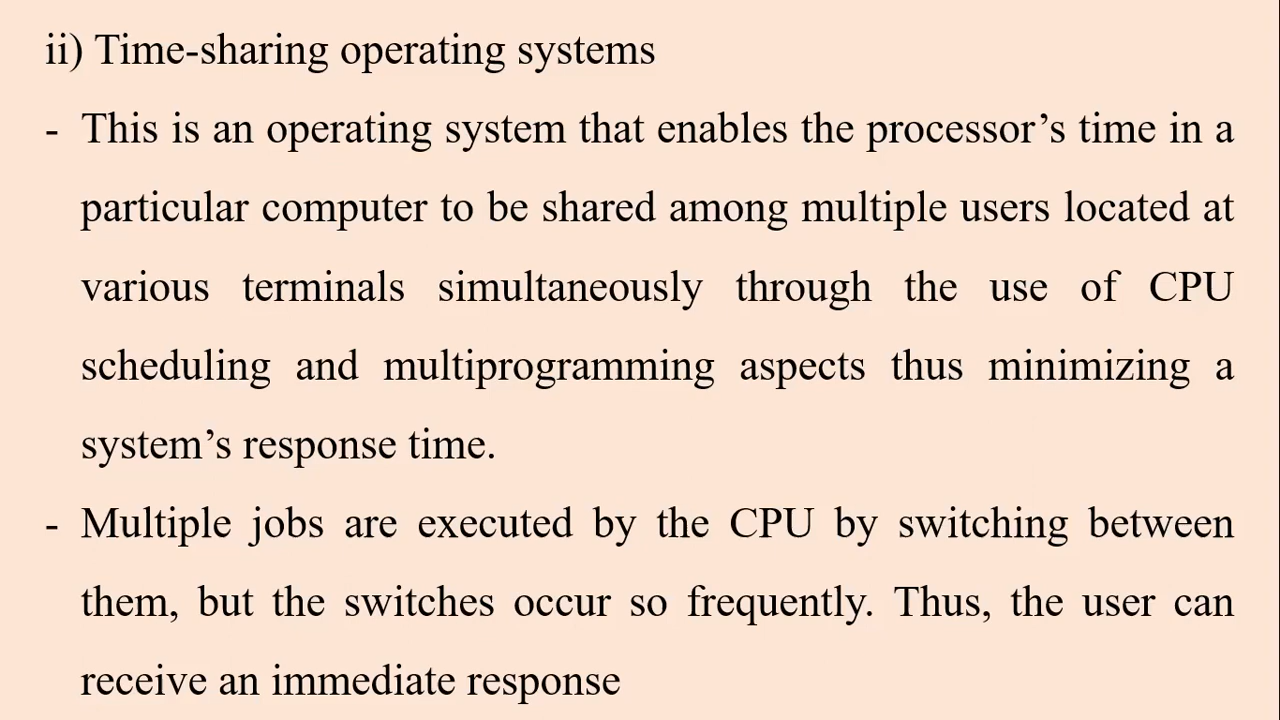 ii) Time-sharing operating systems
- This is an operating system that enables the processor’s time in a
particular computer to be shared among multiple users located at
various terminals simultaneously through the use of CPU
scheduling and multiprogramming aspects thus minimizing a
system’s response time.
- Multiple jobs are executed by the CPU by switching between
them, but the switches occur so frequently. Thus, the user can
receive an immediate response